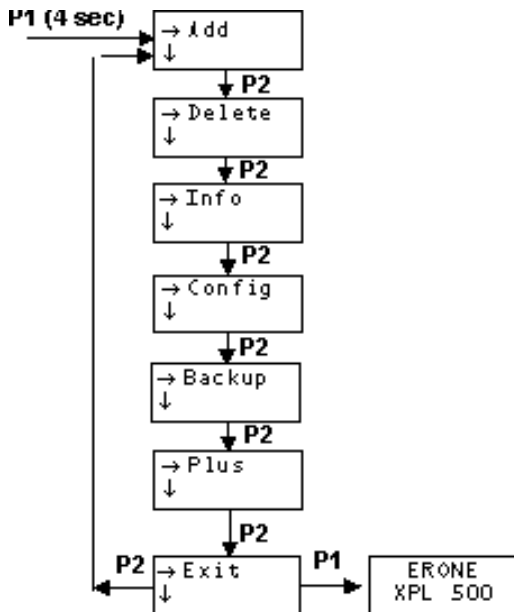 P1 (4 sec)
→ Add
↓
P2
→ Delete
↓
P2
→ Info
↓
P2
→ Config
↓
P2
→ Backup
↓
P2
→ Plus
↓
P2
P2
→ Exit
↓
P1
ERONE
XPL 500